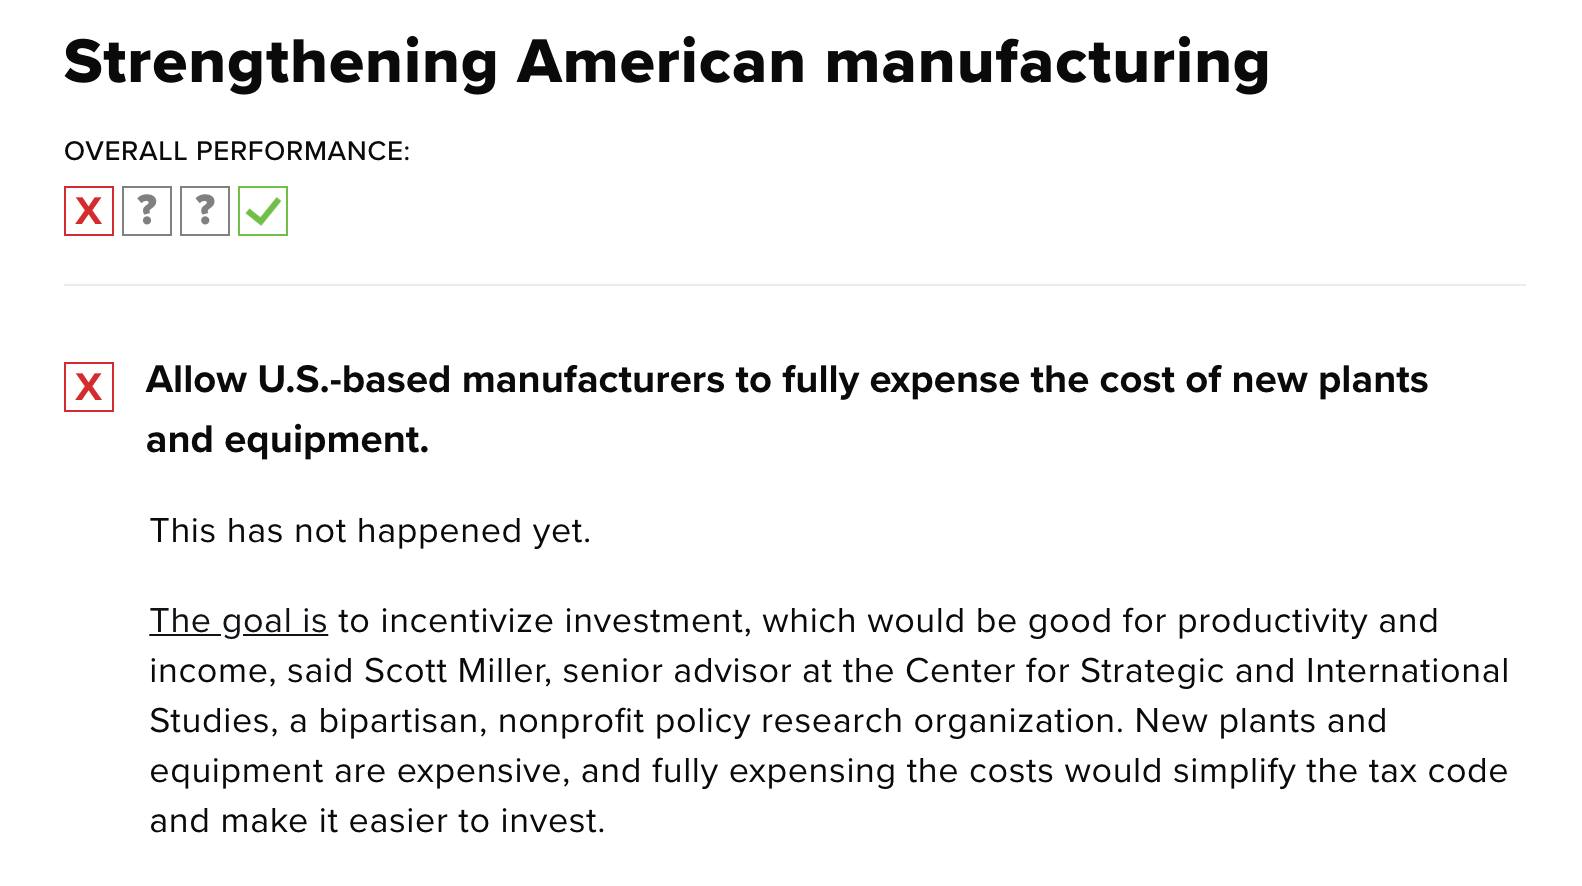 Strengthening American manufacturing
OVERALL PERFORMANCE:
X ? ? ✓
X Allow U.S.-based manufacturers to fully expense the cost of new plants
and equipment.
This has not happened yet.
The goal is to incentivize investment, which would be good for productivity and
income, said Scott Miller, senior advisor at the Center for Strategic and International
Studies, a bipartisan, nonprofit policy research organization. New plants and
equipment are expensive, and fully expensing the costs would simplify the tax code
and make it easier to invest.